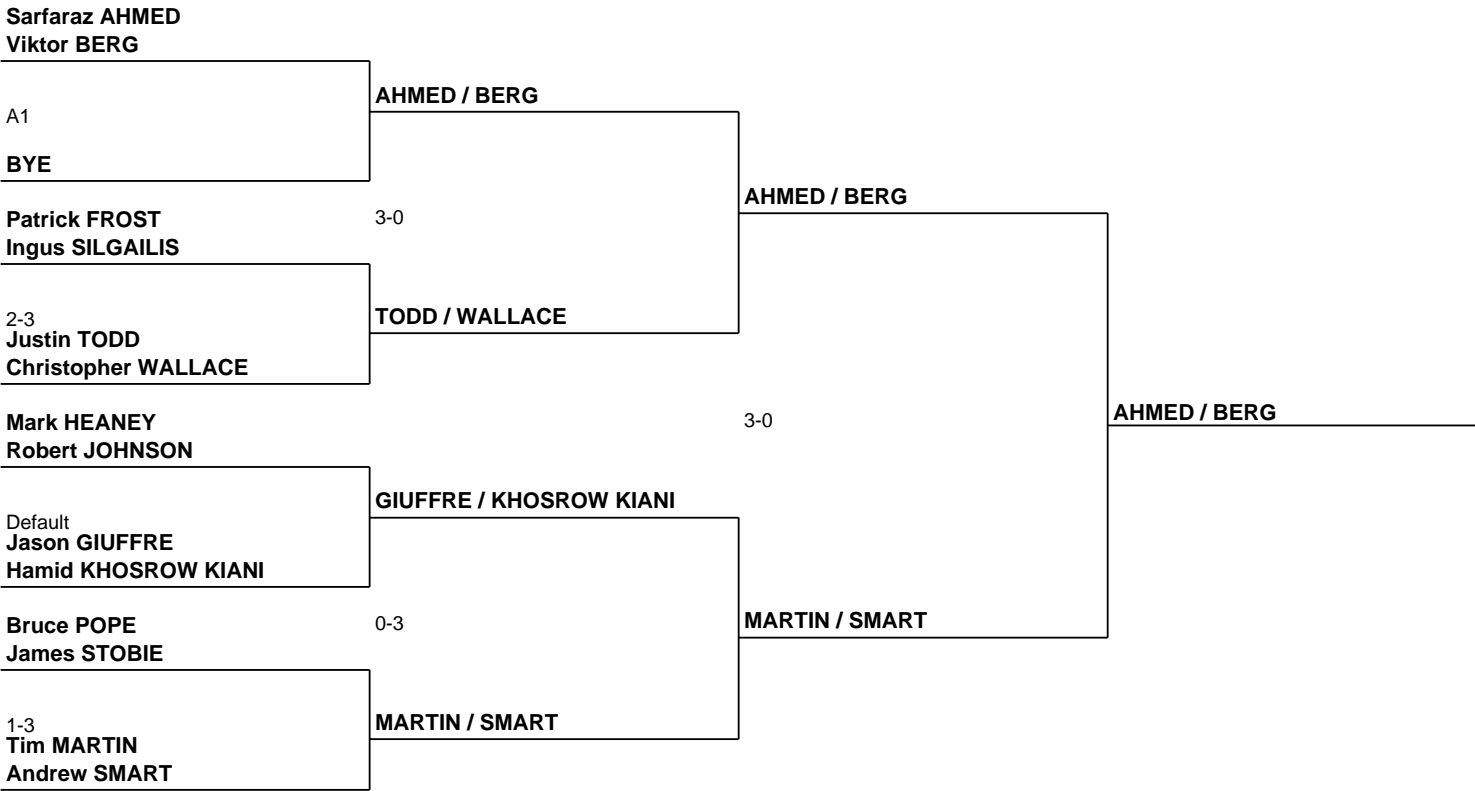 Sarfaraz AHMED
Viktor BERG
AHMED / BERG
A1
BYE
AHMED / BERG
Patrick FROST
3-0
Ingus SILGAILIS
2-3
TODD / WALLACE
Justin TODD
Christopher WALLACE
Mark HEANEY
3-0
AHMED / BERG
Robert JOHNSON
GIUFFRE / KHOSROW KIANI
Default
Jason GIUFFRE
Hamid KHOSROW KIANI
Bruce POPE
0-3
MARTIN / SMART
James STOBIE
1-3
MARTIN / SMART
Tim MARTIN
Andrew SMART